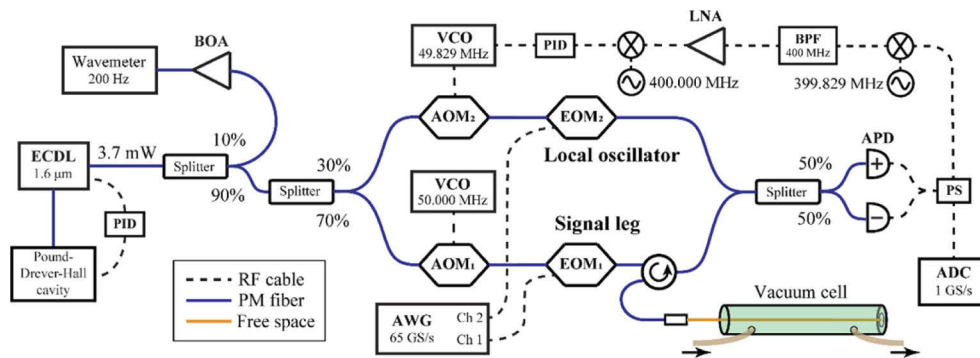 BOA
Wavemeter
200 Hz
VCO
49.829 MHz
PID
LNA
BPF
400 MHz
400.000 MHz
399.829 MHz
AOM₂
EOM₂
Local oscillator
ECDL
1.6 μm
3.7 mW
Splitter
10%
90%
Splitter
30%
70%
PID
Pound-
Drever-Hall
cavity
VCO
50.000 MHz
Signal leg
AOM₁
EOM₁
Splitter
50%
50%
APD
+
−
PS
ADC
1 GS/s
RF cable
PM fiber
Free space
AWG
65 GS/s
Ch 2
Ch 1
Vacuum cell